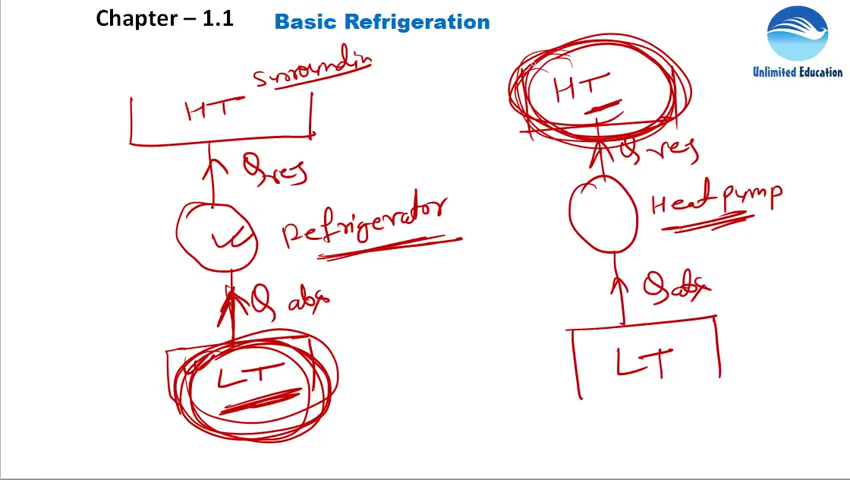 Chapter – 1.1
Basic Refrigeration
Unlimited Education
Surroundin
HT
Qrej
Refrigerator
Q abs
LT
HT
Qrej
Heat pump
Qabs
LT